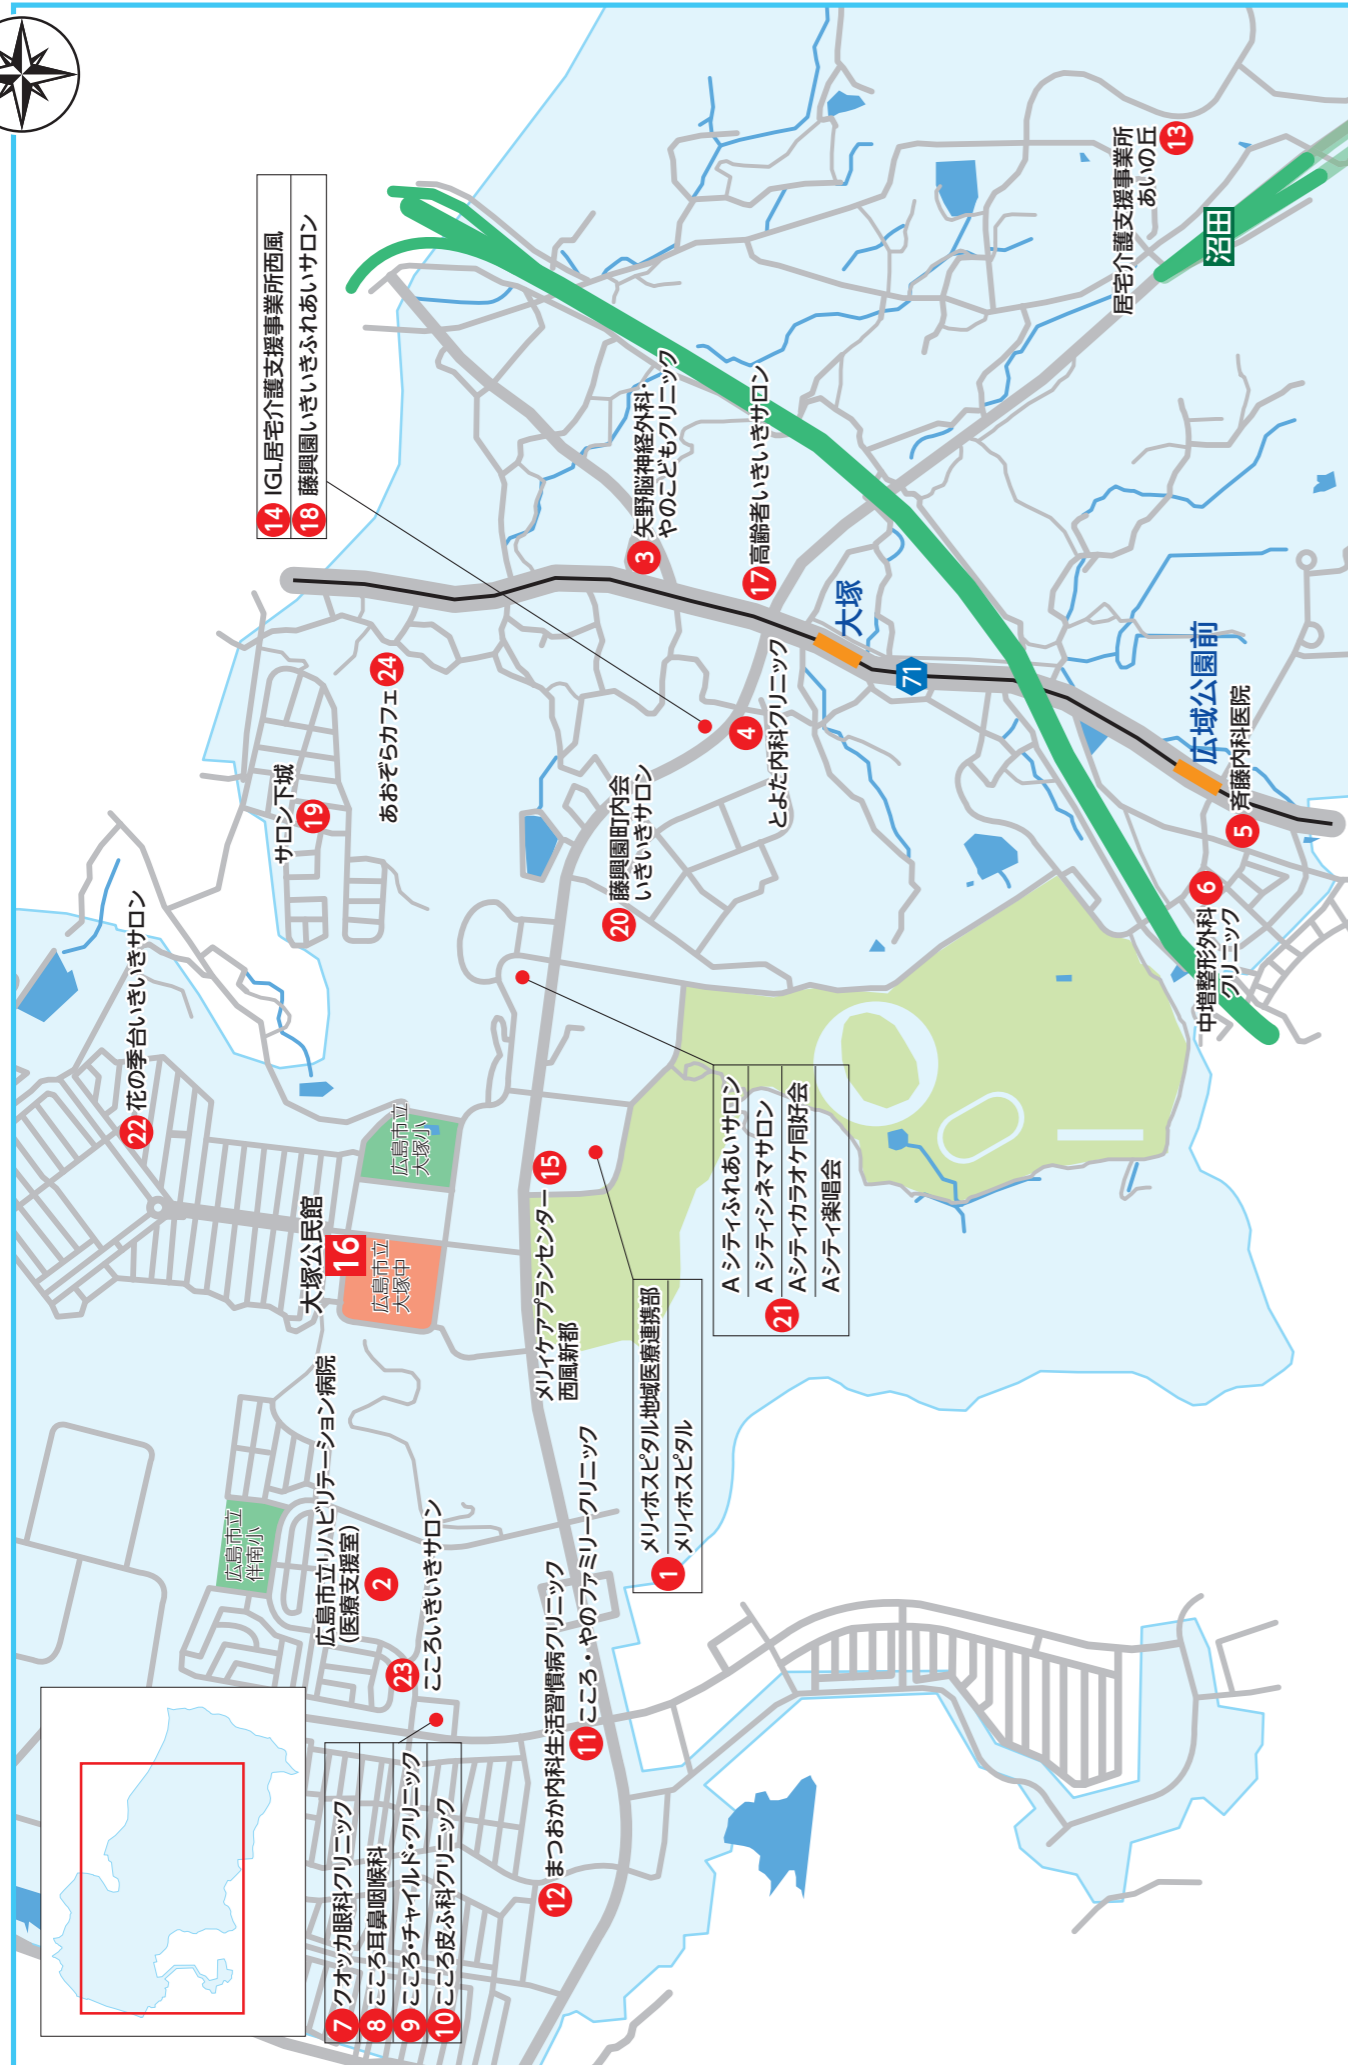 14 IGL居宅介護支援事業所西風
18 藤興園いきいきふれあいサロン
居宅介護支援事業所
あいの丘
13
沼田
3
矢野脳神経外科・
やのこどもクリニック
17 高齢者いきいきサロン
大塚
71
広域公園前
5 斉藤内科医院
6
中増整形外科
クリニック
4
とよた内科クリニック
あおぞらカフェ 24
サロン下城
19
20
藤興園町内会
いきいきサロン
22 花の季台いきいきサロン
広島市立
大塚小
大塚公民館
16
広島市立
大塚中
メリィケアプランセンター 15
西風新都
21
A シティふれあいサロン
A シティシネマサロン
Aシティカラオケ同好会
Aシティ楽唱会
1
メリィホスピタル地域医療連携部
メリィホスピタル
広島市立
伴南小
広島市立リハビリテーション病院
(医療支援室)
2
23
こころいきいきサロン
11 こころ・やのファミリークリニック
12 まつおか内科生活習慣病クリニック
7 クオッカ眼科クリニック
8 こころ耳鼻咽喉科
9 こころ・チャイルド・クリニック
10 こころ皮ふ科クリニック